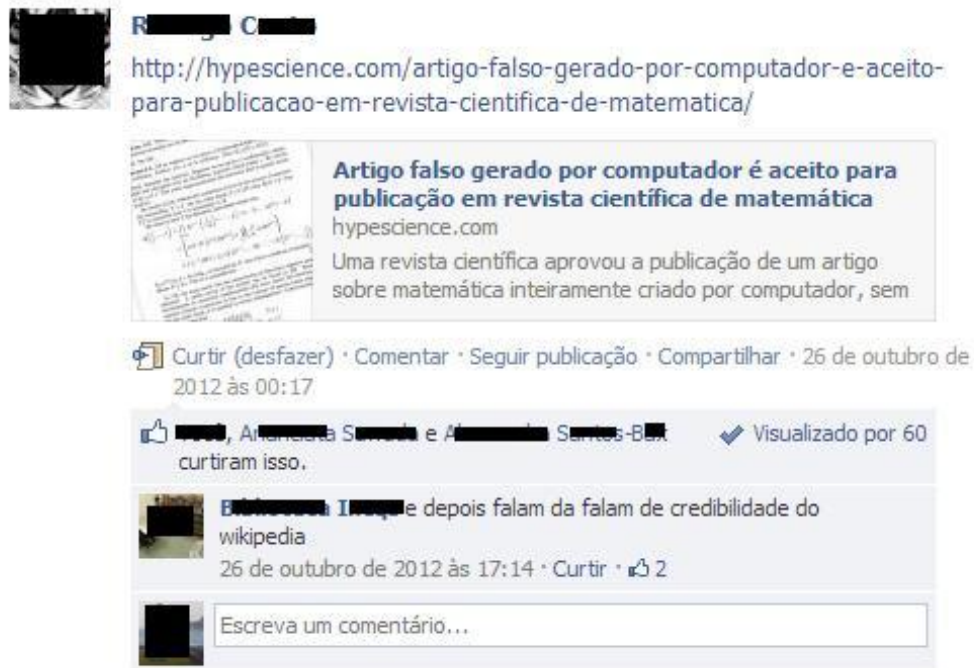 http://hypescience.com/artigo-falso-gerado-por-computador-e-aceito-
para-publicacao-em-revista-cientifica-de-matematica/
Artigo falso gerado por computador é aceito para
publicação em revista científica de matemática
hypescience.com
Uma revista científica aprovou a publicação de um artigo
sobre matemática inteiramente criado por computador, sem
Curtir (desfazer) · Comentar · Seguir publicação · Compartilhar · 26 de outubro de
2012 às 00:17
, e
Visualizado por 60
curtiram isso.
e depois falam da falam de credibilidade do
wikipedia
26 de outubro de 2012 às 17:14 · Curtir · 2
Escreva um comentário...